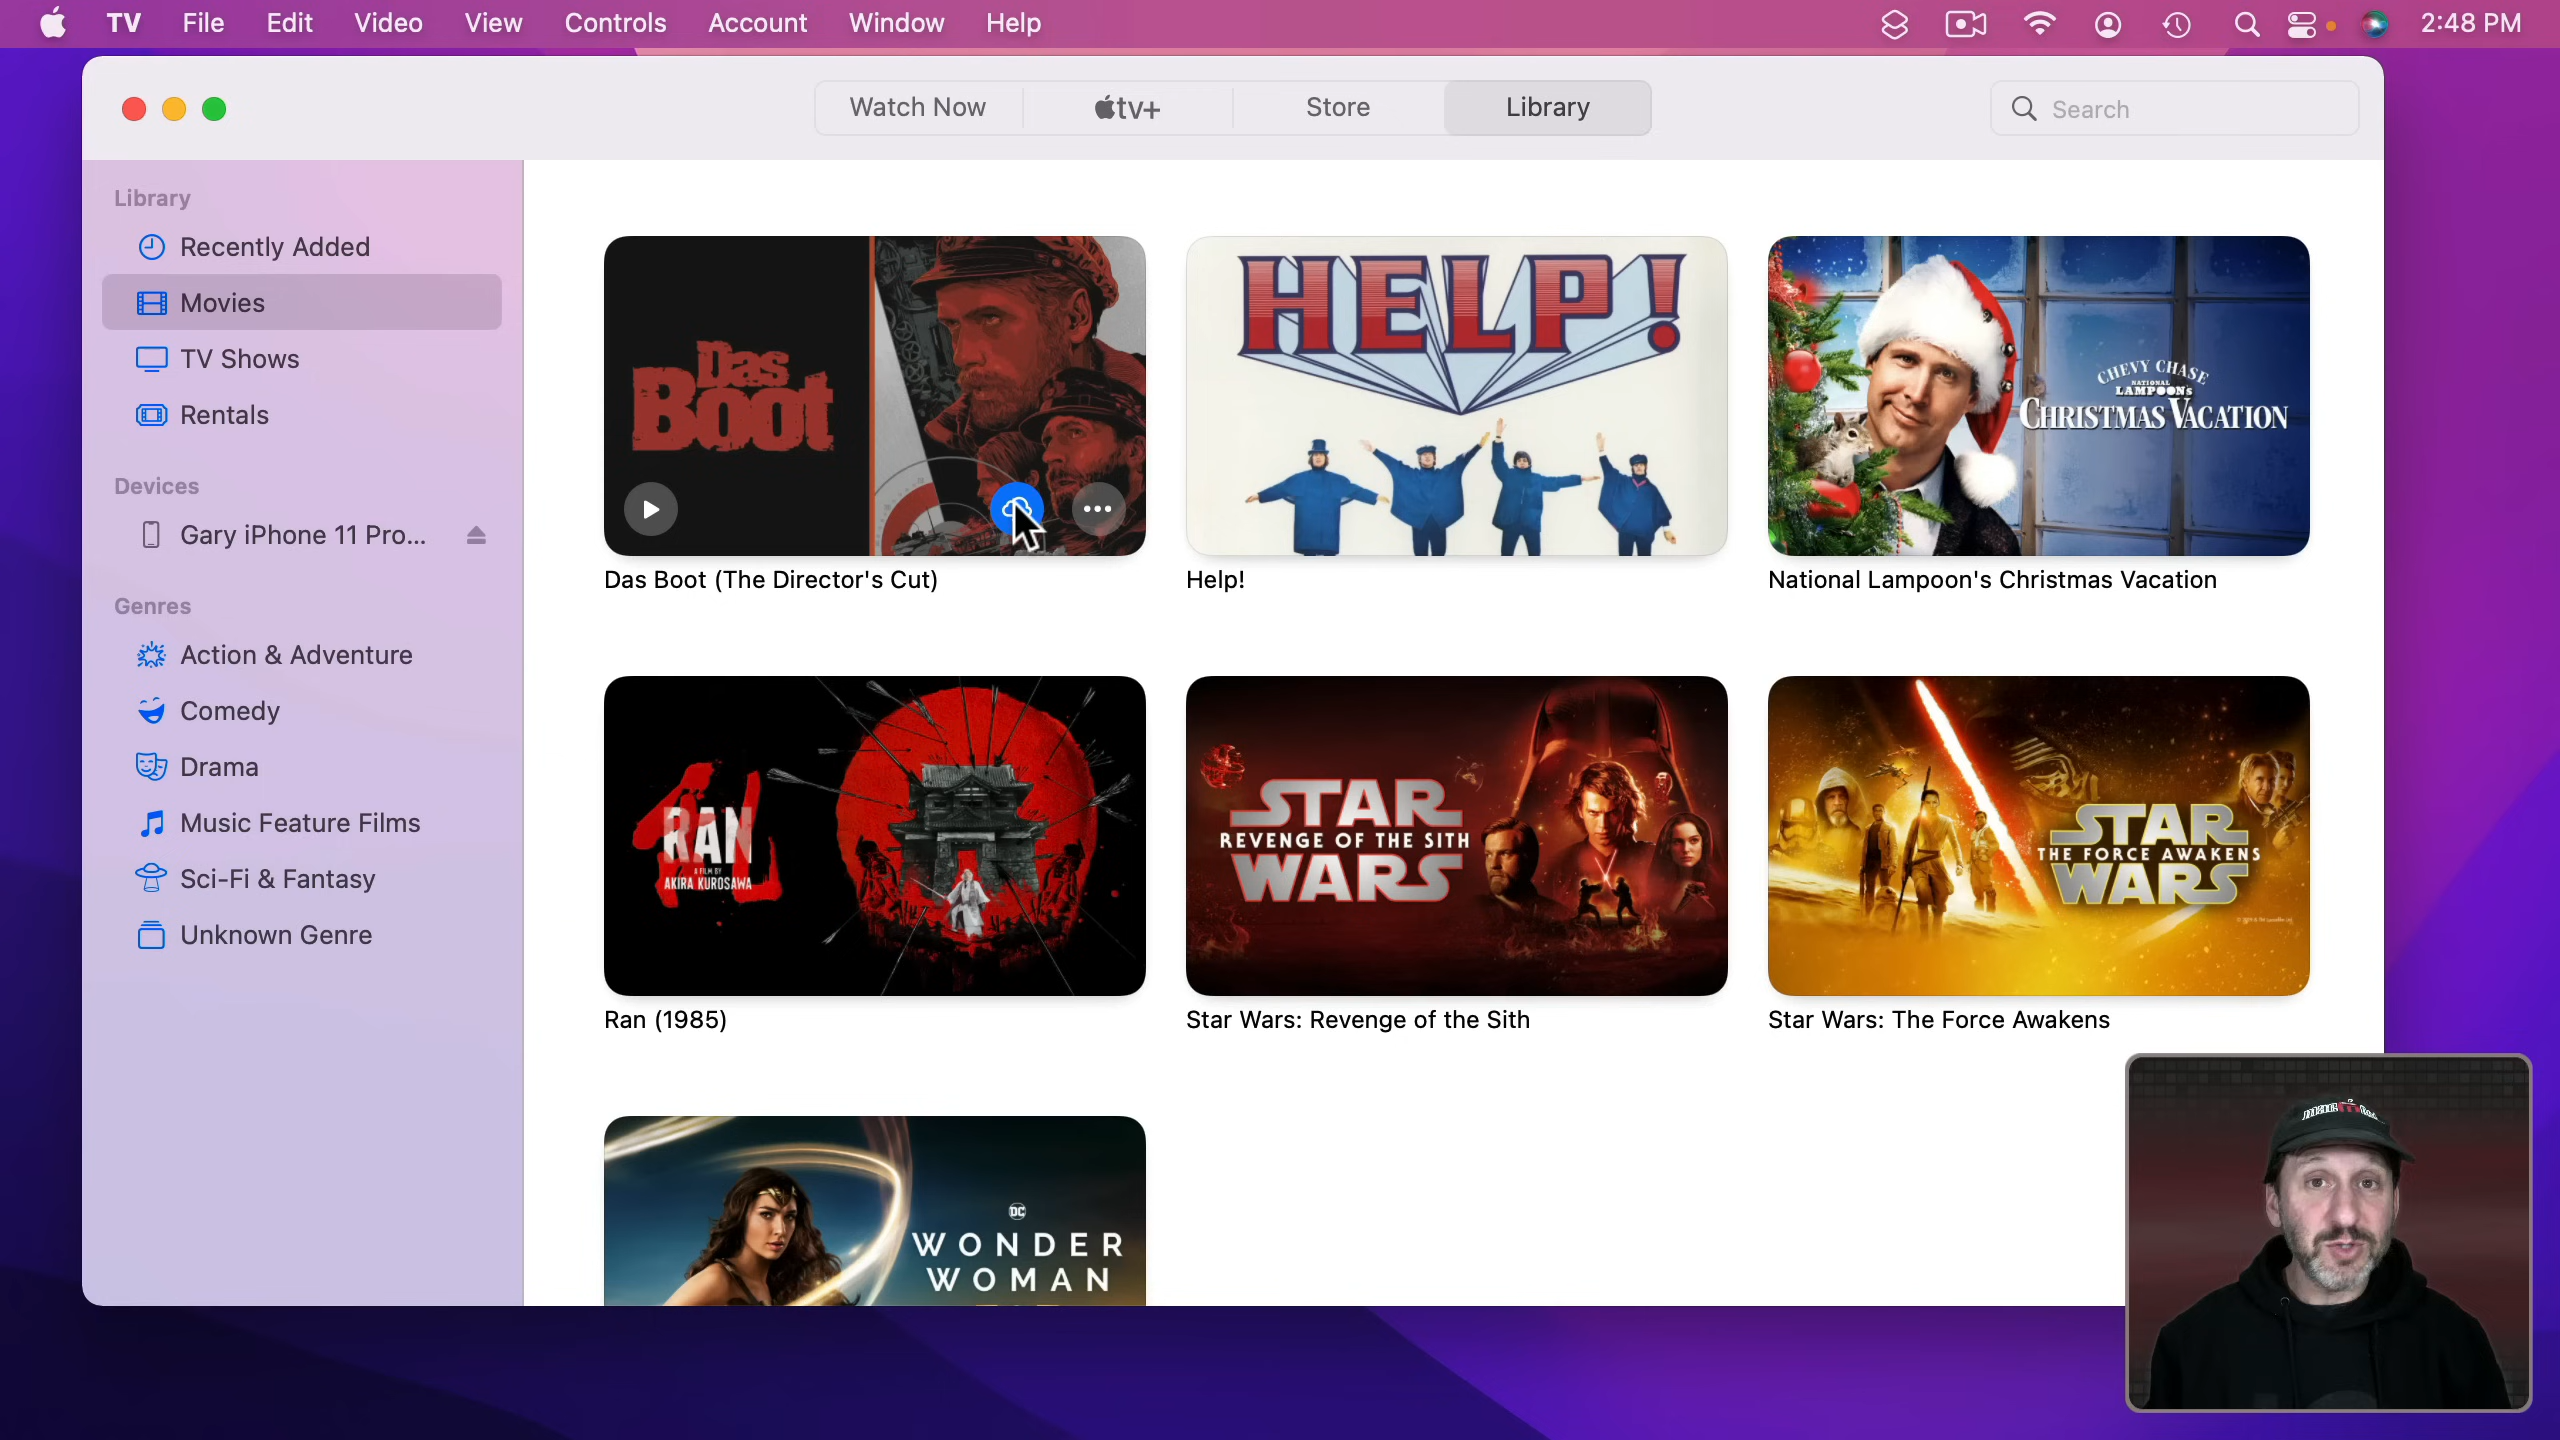 TV File Edit Video View Controls Account Window Help 2:48 PM
Watch Now tv+ Store Library Search
Library
Recently Added
Movies
TV Shows
Rentals
Devices
Gary iPhone 11 Pro...
Genres
Action & Adventure
Comedy
Drama
Music Feature Films
Sci-Fi & Fantasy
Unknown Genre
Das
Boot
Das Boot (The Director's Cut)
HELP!
Help!
CHEVY CHASE
NATIONAL
LAMPOON's
CHRISTMAS VACATION
National Lampoon's Christmas Vacation
RAN
A FILM BY
AKIRA KUROSAWA
Ran (1985)
STAR
REVENGE OF THE SITH
WARS
Star Wars: Revenge of the Sith
STAR
THE FORCE AWAKENS
WARS
Star Wars: The Force Awakens
DC
WONDER
WOMAN